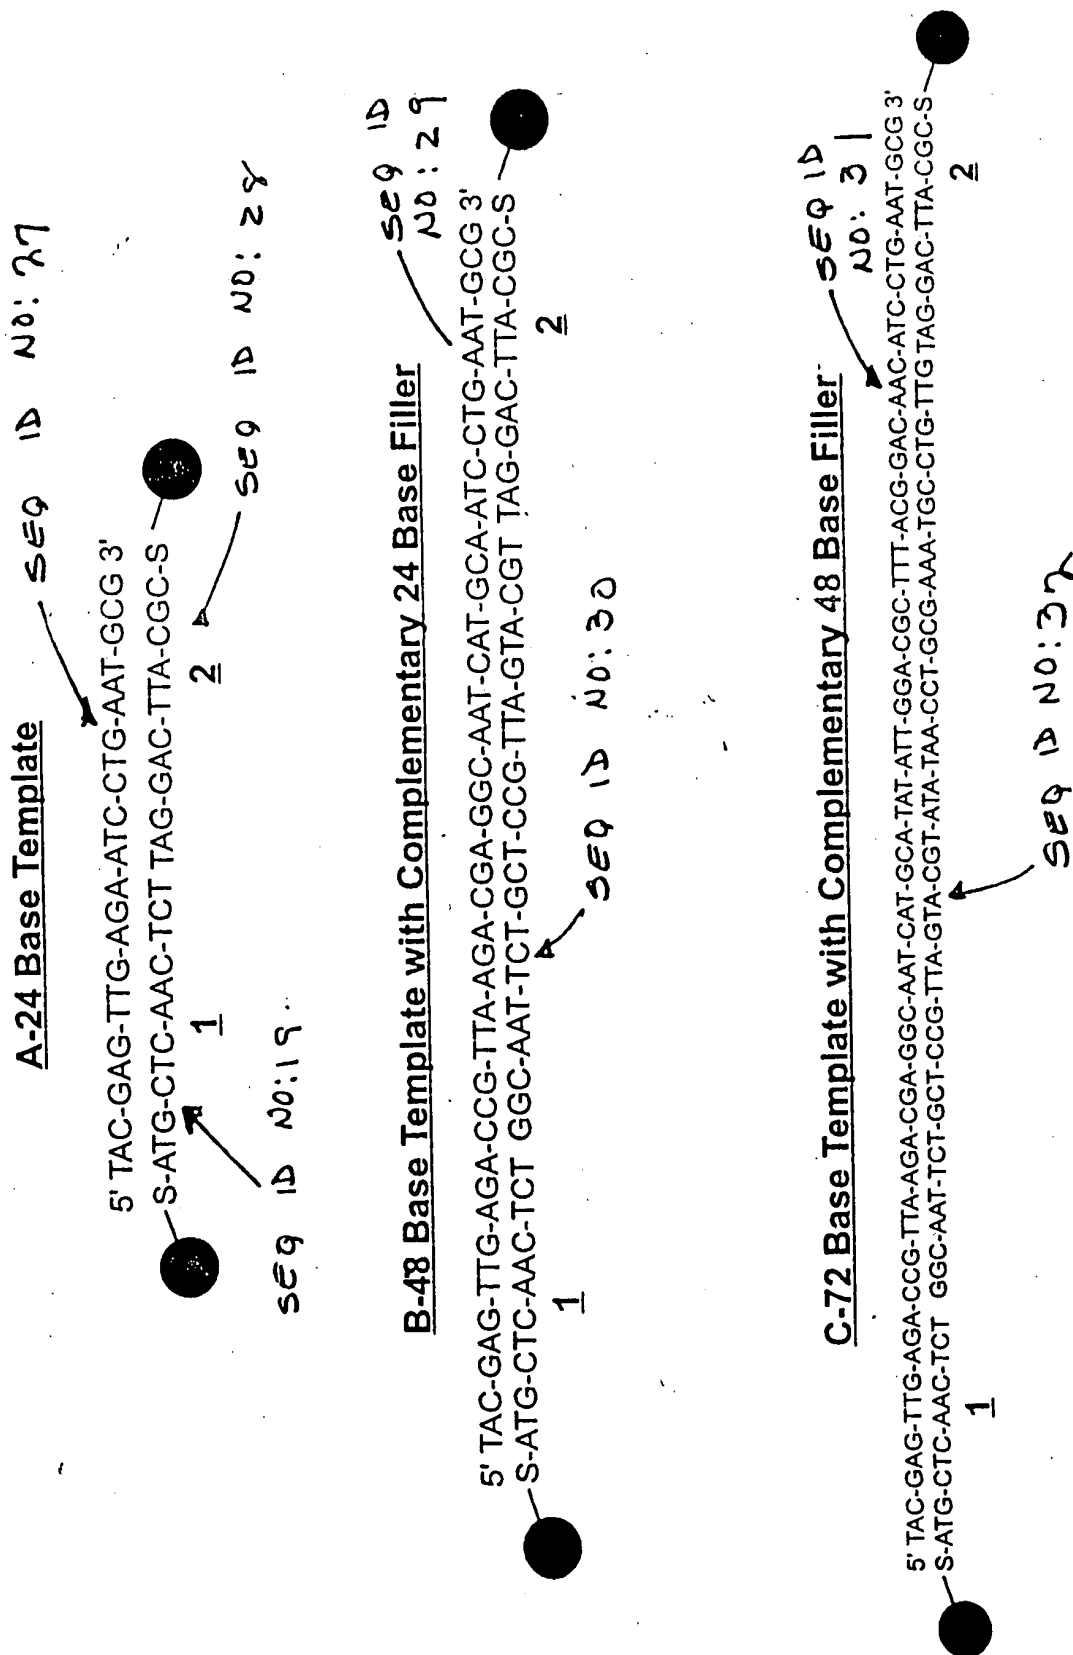 A-24 Base Template
SEQ ID NO: 27
5' TAC-GAG-TTG-AGA-ATC-CTG-AAT-GCG 3'
S-ATG-CTC-AAC-TCT TAG-GAC-TTA-CGC-S
1
2
SEQ ID NO:19
SEQ ID NO: 28
B-48 Base Template with Complementary 24 Base Filler
SEQ ID
NO: 29
5' TAC-GAG-TTG-AGA-CCG-TTA-AGA-CGA-GGC-AAT-CAT-GCA-ATC-CTG-AAT-GCG 3'
S-ATG-CTC-AAC-TCT GGC-AAT-TCT-GCT-CCG-TTA-GTA-CGT TAG-GAC-TTA-CGC-S
1
2
SEQ ID NO:30
C-72 Base Template with Complementary 48 Base Filler
SEQ ID
NO: 31
5' TAC-GAG-TTG-AGA-CCG-TTA-AGA-CGA-GGC-AAT-CAT-GCA-TAT-ATT-GGA-CGC-TTT-ACG-GAC-AAC-ATC-CTG-AAT-GCG 3'
S-ATG-CTC-AAC-TCT GGC-AAT-TCT-GCT-CCG-TTA-GTA-CGT-ATA-TAA-CCT-GCG-AAA-TGC-CTG-TTG TAG-GAC-TTA-CGC-S
1
2
SEQ ID NO:32